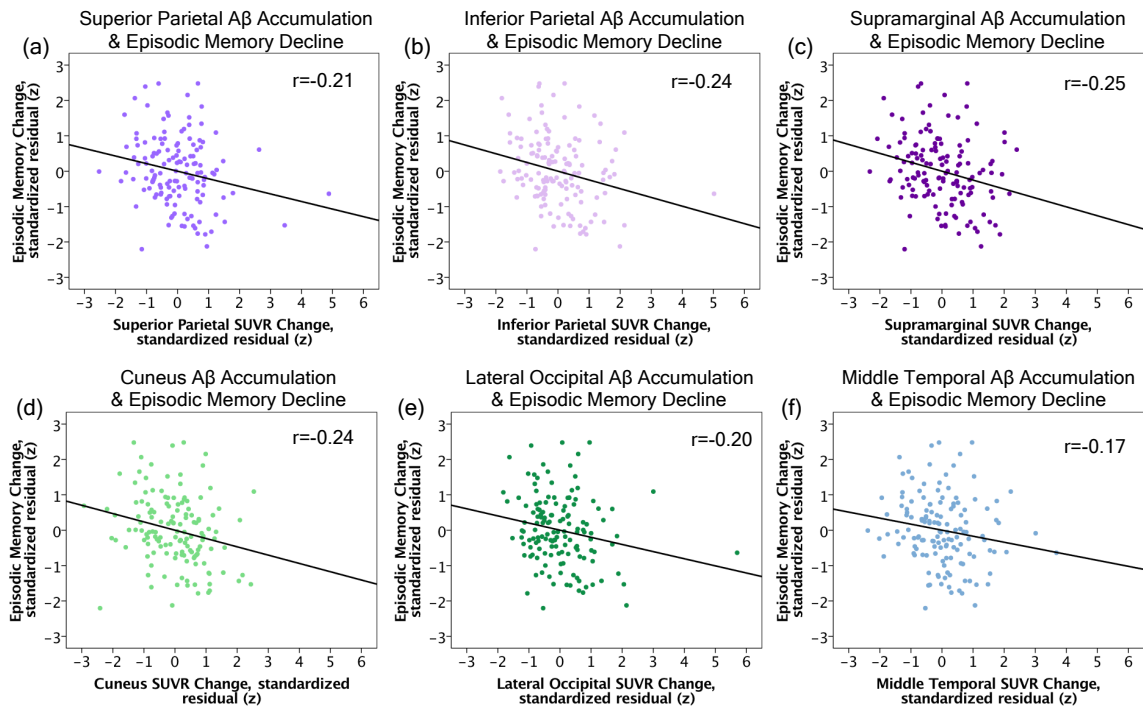 Superior Parietal Aβ Accumulation
& Episodic Memory Decline
(a)
r=-0.21
Episodic Memory Change,
standardized residual (z)
3
2
1
0
−1
−2
−3
−3 −2 −1 0 1 2 3 4 5 6
Superior Parietal SUVR Change,
standardized residual (z)
Inferior Parietal Aβ Accumulation
& Episodic Memory Decline
(b)
r=-0.24
Episodic Memory Change,
standardized residual (z)
3
2
1
0
−1
−2
−3
−3 −2 −1 0 1 2 3 4 5 6
Inferior Parietal SUVR Change,
standardized residual (z)
Supramarginal Aβ Accumulation
& Episodic Memory Decline
(c)
r=-0.25
Episodic Memory Change,
standardized residual (z)
3
2
1
0
−1
−2
−3
−3 −2 −1 0 1 2 3 4 5 6
Supramarginal SUVR Change,
standardized residual (z)
Cuneus Aβ Accumulation
& Episodic Memory Decline
(d)
r=-0.24
Episodic Memory Change,
standardized residual (z)
3
2
1
0
−1
−2
−3
−3 −2 −1 0 1 2 3 4 5 6
Cuneus SUVR Change, standardized
residual (z)
Lateral Occipital Aβ Accumulation
& Episodic Memory Decline
(e)
r=-0.20
Episodic Memory Change,
standardized residual (z)
3
2
1
0
−1
−2
−3
−3 −2 −1 0 1 2 3 4 5 6
Lateral Occipital SUVR Change,
standardized residual (z)
Middle Temporal Aβ Accumulation
& Episodic Memory Decline
(f)
r=-0.17
Episodic Memory Change,
standardized residual (z)
3
2
1
0
−1
−2
−3
−3 −2 −1 0 1 2 3 4 5 6
Middle Temporal SUVR Change,
standardized residual (z)